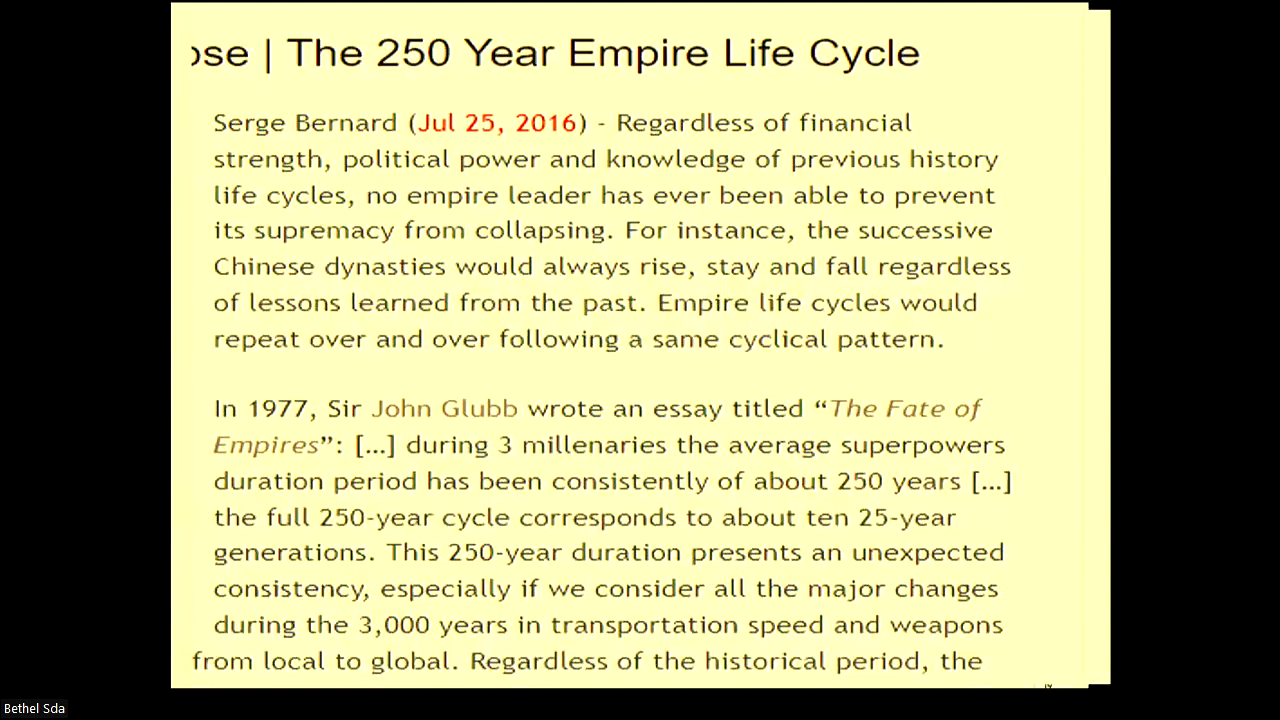 ose | The 250 Year Empire Life Cycle
Serge Bernard (Jul 25, 2016) - Regardless of financial
strength, political power and knowledge of previous history
life cycles, no empire leader has ever been able to prevent
its supremacy from collapsing. For instance, the successive
Chinese dynasties would always rise, stay and fall regardless
of lessons learned from the past. Empire life cycles would
repeat over and over following a same cyclical pattern.
In 1977, Sir John Glubb wrote an essay titled “The Fate of
Empires”: [...] during 3 millenaries the average superpowers
duration period has been consistently of about 250 years [...]
the full 250-year cycle corresponds to about ten 25-year
generations. This 250-year duration presents an unexpected
consistency, especially if we consider all the major changes
during the 3,000 years in transportation speed and weapons
from local to global. Regardless of the historical period, the
Bethel Sda